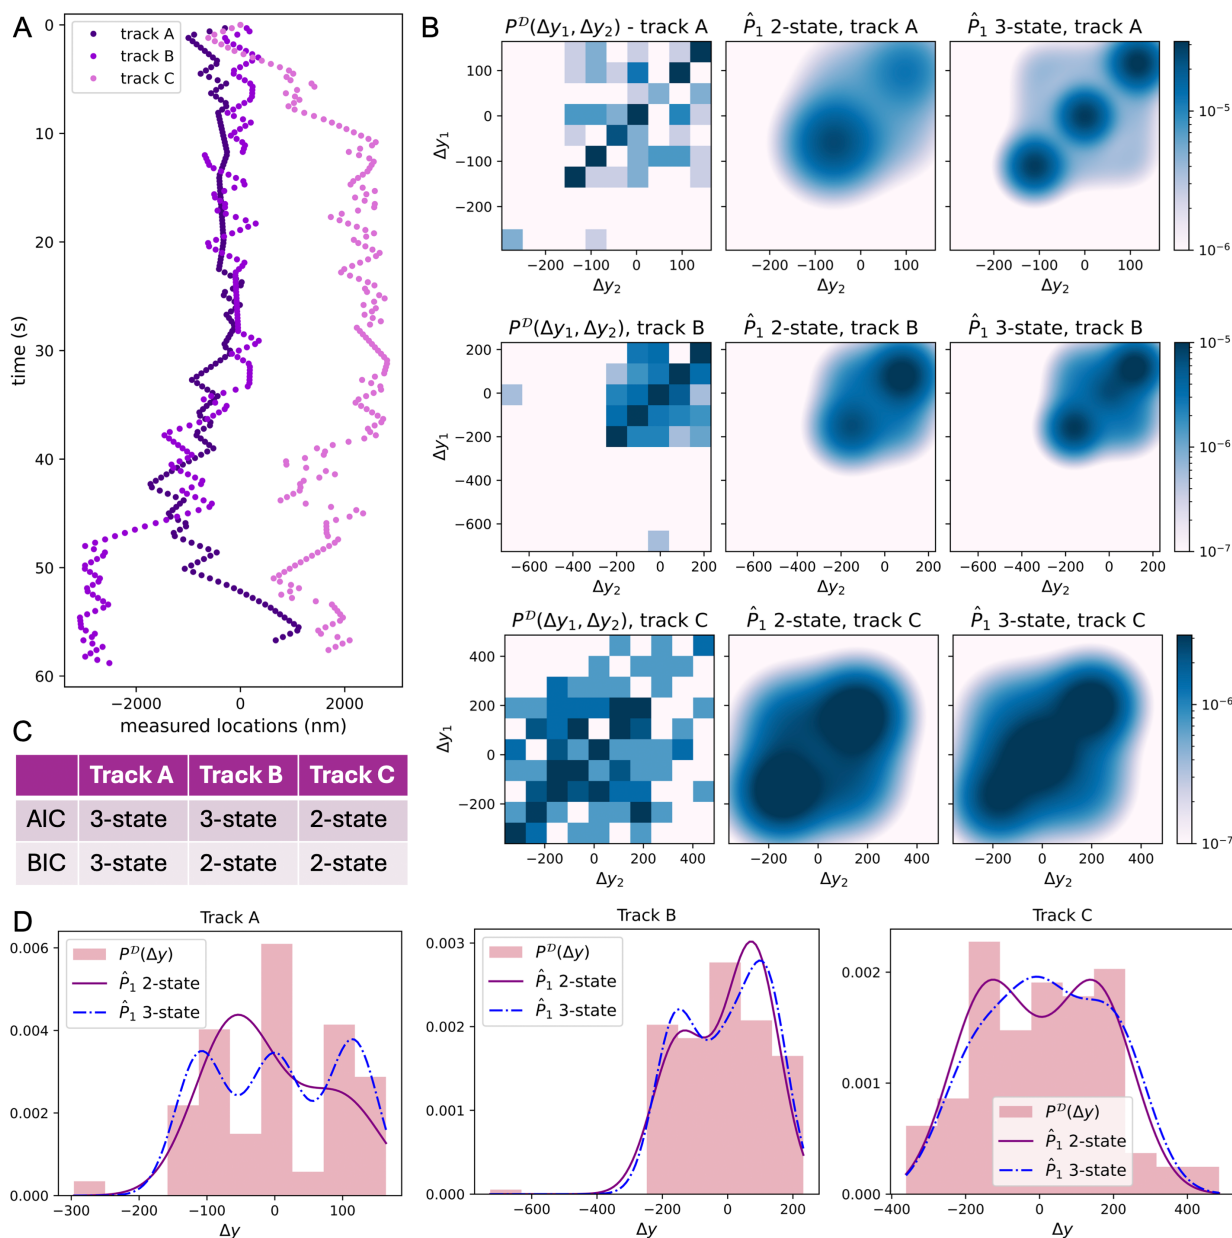 A
track A
track B
track C
0
10
20
30
40
50
60
time (s)
−2000
0
2000
measured locations (nm)
B
P^𝒟(Δy₁, Δy₂) - track A
P̂₁ 2-state, track A
P̂₁ 3-state, track A
100
0
−100
−200
Δy₁
−200
−100
0
100
Δy₂
−200
−100
0
100
Δy₂
−200
−100
0
100
Δy₂
10⁻⁵
10⁻⁶
P^𝒟(Δy₁, Δy₂), track B
P̂₁ 2-state, track B
P̂₁ 3-state, track B
200
0
−200
−400
−600
Δy₁
−600
−400
−200
0
200
Δy₂
−600
−400
−200
0
200
Δy₂
−600
−400
−200
0
200
Δy₂
10⁻⁵
10⁻⁶
10⁻⁷
P^𝒟(Δy₁, Δy₂), track C
P̂₁ 2-state, track C
P̂₁ 3-state, track C
400
200
0
−200
Δy₁
−200
0
200
400
Δy₂
−200
0
200
400
Δy₂
−200
0
200
400
Δy₂
10⁻⁶
10⁻⁷
C
Track A Track B Track C
AIC 3-state 3-state 2-state
BIC 3-state 2-state 2-state
D
Track A
P^𝒟(Δy)
P̂₁ 2-state
P̂₁ 3-state
0.006
0.004
0.002
0.000
−300
−200
−100
0
100
Δy
Track B
P^𝒟(Δy)
P̂₁ 2-state
P̂₁ 3-state
0.003
0.002
0.001
0.000
−600
−400
−200
0
200
Δy
Track C
0.002
0.001
0.000
P^𝒟(Δy)
P̂₁ 2-state
P̂₁ 3-state
−400
−200
0
200
400
Δy